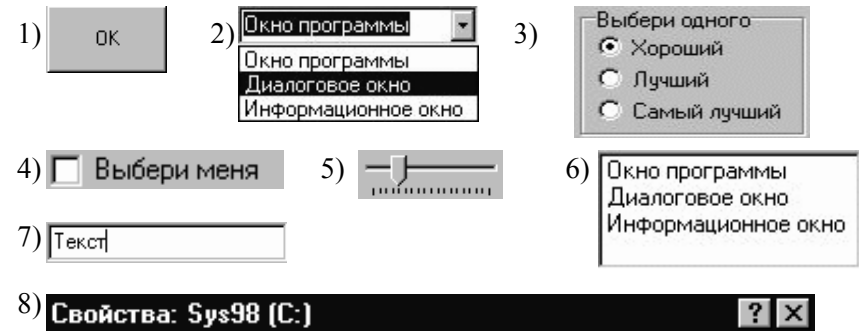 1) ОК
2) Окно программы
Окно программы
Диалоговое окно
Информационное окно
3) Выбери одного
Хороший
Лучший
Самый лучший
4) Выбери меня
5)
6) Окно программы
Диалоговое окно
Информационное окно
7) Текст
8) Свойства: Sys98 (C:)
?